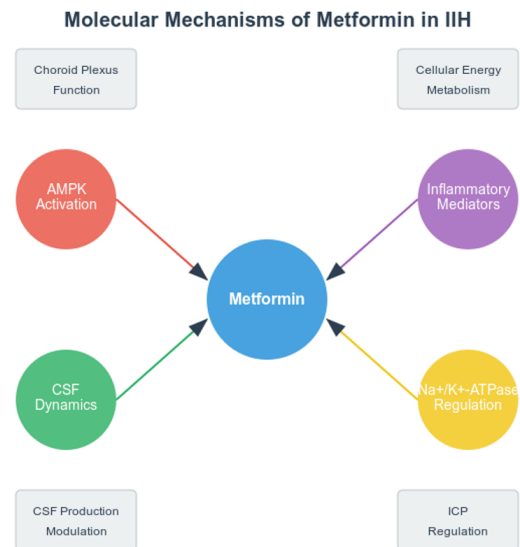 Molecular Mechanisms of Metformin in IIH
Choroid Plexus
Function
Cellular Energy
Metabolism
AMPK
Activation
Inflammatory
Mediators
Metformin
CSF
Dynamics
Na+/K+-ATPase
Regulation
CSF Production
Modulation
ICP
Regulation